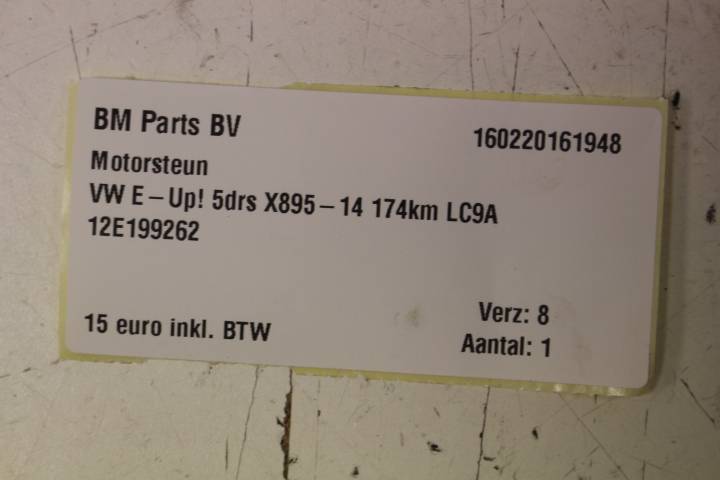 BM Parts BV 160220161948
Motorsteun
VW E-Up! 5drs X895-14 174km LC9A
12E199262
15 euro inkl. BTW Verz: 8
Aantal: 1